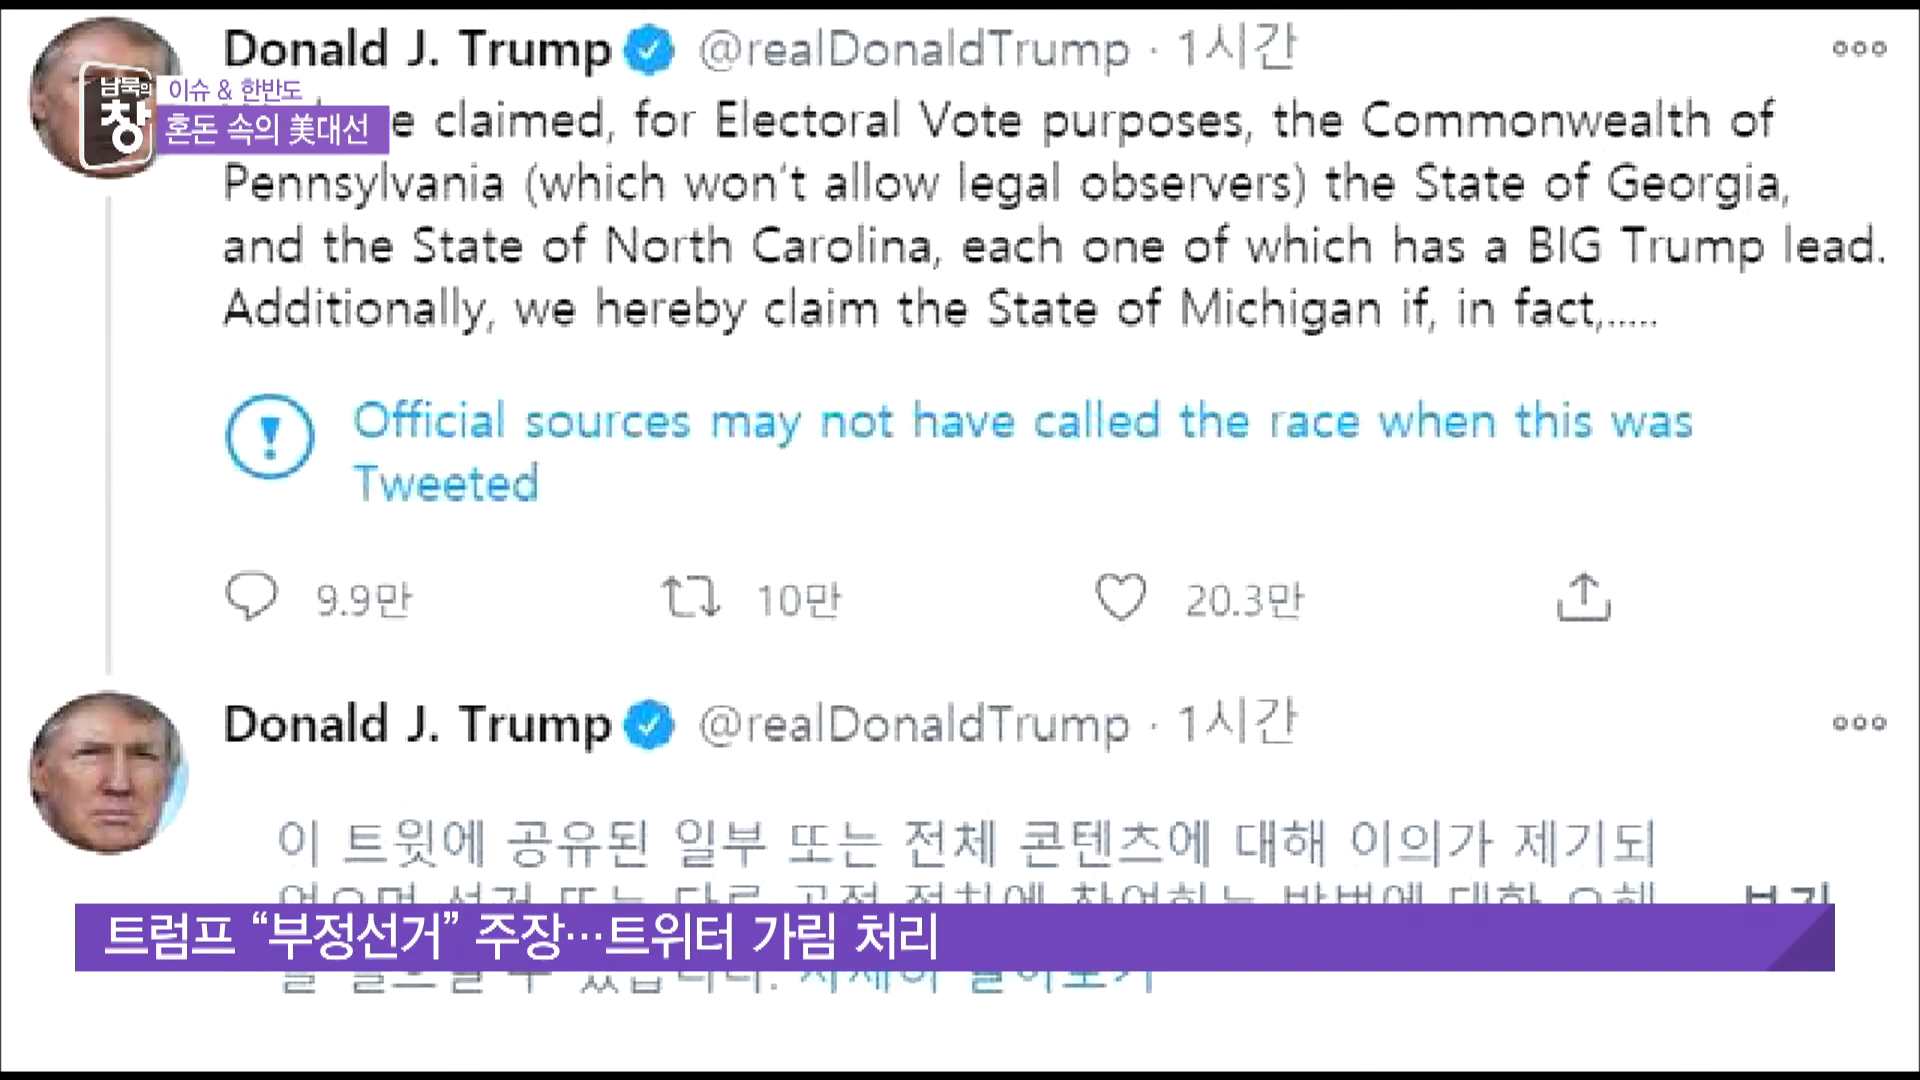 Donald J. Trump @realDonaldTrump · 1시간
남북의 창
이슈 & 한반도
혼돈 속의 美대선
claimed, for Electoral Vote purposes, the Commonwealth of
Pennsylvania (which won't allow legal observers) the State of Georgia,
and the State of North Carolina, each one of which has a BIG Trump lead.
Additionally, we hereby claim the State of Michigan if, in fact,.....
Official sources may not have called the race when this was
Tweeted
9.9만 10만 20.3만
Donald J. Trump @realDonaldTrump · 1시간
이 트윗에 공유된 일부 또는 전체 콘텐츠에 대해 이의가 제기되
트럼프 “부정선거” 주장…트위터 가림 처리